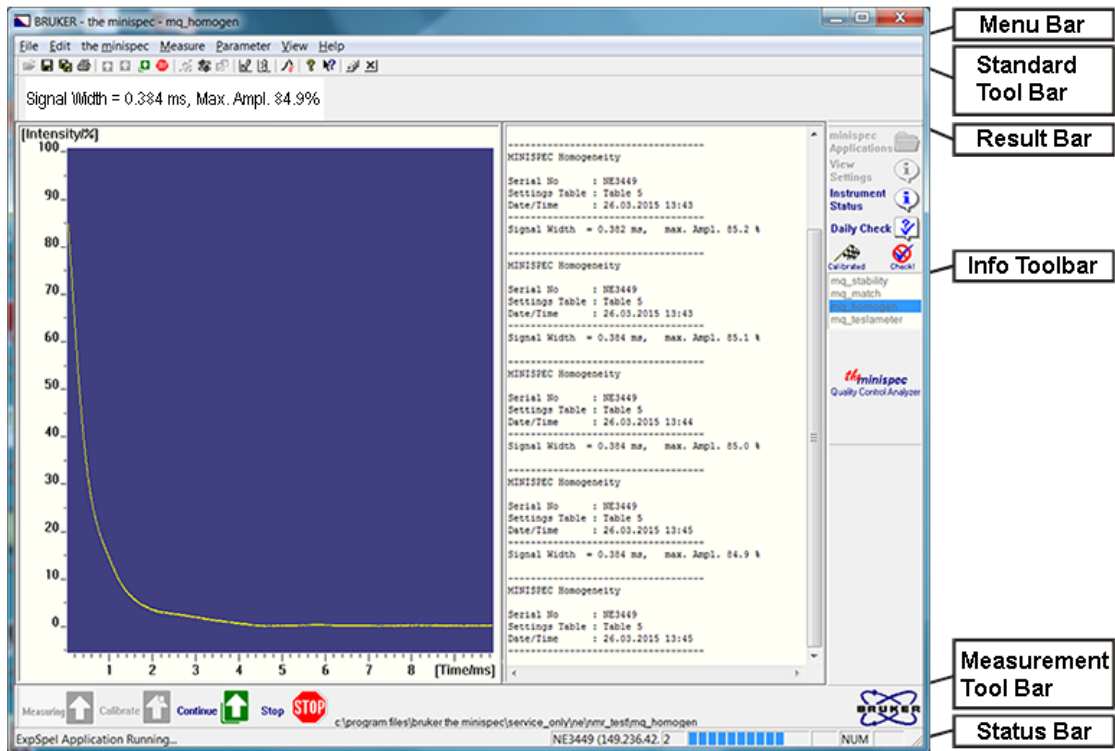 BRUKER - the minispec - mq_homogen
Menu Bar
File Edit the minispec Measure Parameter View Help
Standard
Tool Bar
Signal Width = 0.384 ms, Max. Ampl. 84.9%
Result Bar
[Intensity/%]
100
90
80
70
60
50
40
30
20
10
0
1 2 3 4 5 6 7 8 [Time/ms]
----------------------------------
MINISPEC Homogeneity
Serial No : NE3449
Settings Table : Table 5
Date/Time : 26.03.2015 13:43
----------------------------------
Signal Width = 0.382 ms, max. Ampl. 85.2 %
----------------------------------
MINISPEC Homogeneity
Serial No : NE3449
Settings Table : Table 5
Date/Time : 26.03.2015 13:43
----------------------------------
Signal Width = 0.384 ms, max. Ampl. 85.1 %
----------------------------------
MINISPEC Homogeneity
Serial No : NE3449
Settings Table : Table 5
Date/Time : 26.03.2015 13:44
----------------------------------
Signal Width = 0.384 ms, max. Ampl. 85.0 %
----------------------------------
MINISPEC Homogeneity
Serial No : NE3449
Settings Table : Table 5
Date/Time : 26.03.2015 13:45
----------------------------------
Signal Width = 0.384 ms, max. Ampl. 84.9 %
----------------------------------
MINISPEC Homogeneity
Serial No : NE3449
Settings Table : Table 5
Date/Time : 26.03.2015 13:45
----------------------------------
minispec
Applications
View
Settings
Instrument
Status
Daily Check
Calibrated Check!
mq_stability
mq_match
mq_homogen
mq_teslameter
the minispec
Quality Control Analyzer
Info Toolbar
Measuring Calibrate Continue Stop STOP
c:\program files\bruker the minispec\service_only\ne\nmr_test\mq_homogen
BRUKER
Measurement
Tool Bar
ExpSpel Application Running... NE3449 (149.236.42. 2 NUM
Status Bar